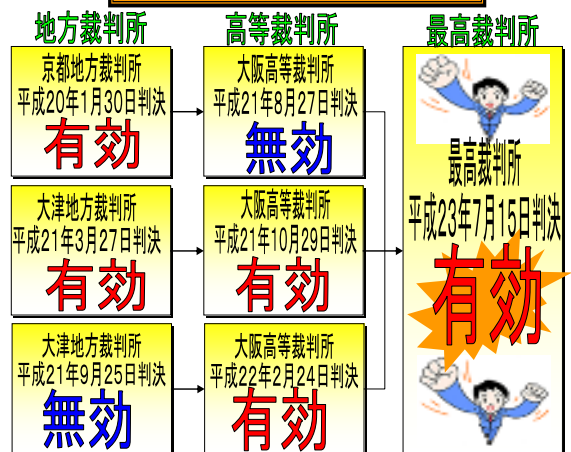 地方裁判所
高等裁判所
最高裁判所
京都地方裁判所
平成20年1月30日判決
有効
大阪高等裁判所
平成21年8月27日判決
無効
最高裁判所
平成23年7月15日判決
有効
大津地方裁判所
平成21年3月27日判決
有効
大阪高等裁判所
平成21年10月29日判決
有効
大津地方裁判所
平成21年9月25日判決
無効
大阪高等裁判所
平成22年2月24日判決
有効